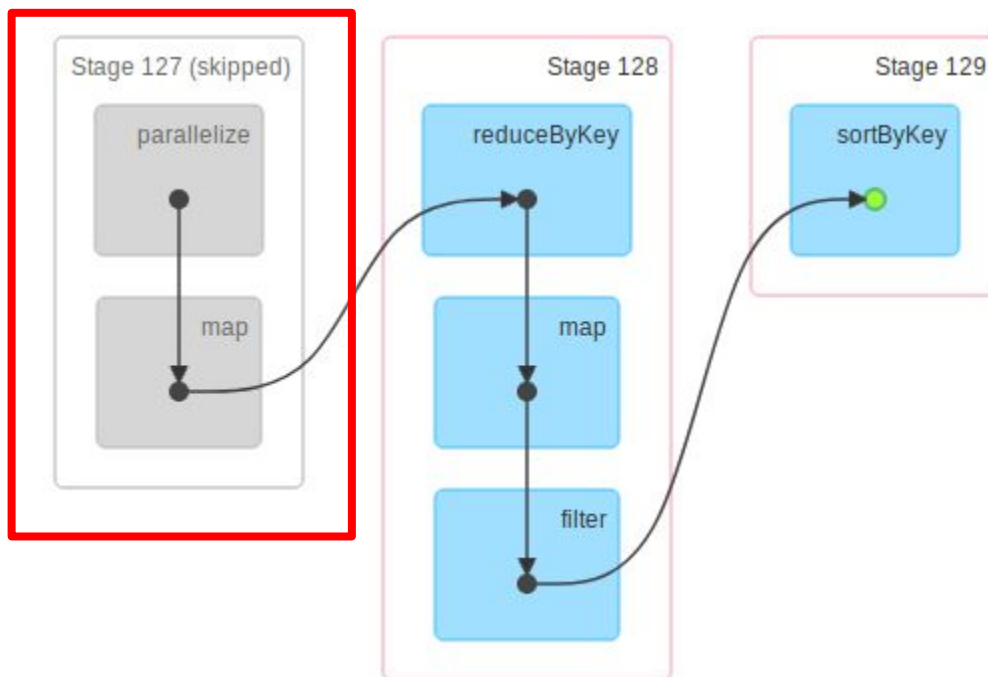 Stage 127 (skipped)
parallelize
map
Stage 128
reduceByKey
map
filter
Stage 129
sortByKey